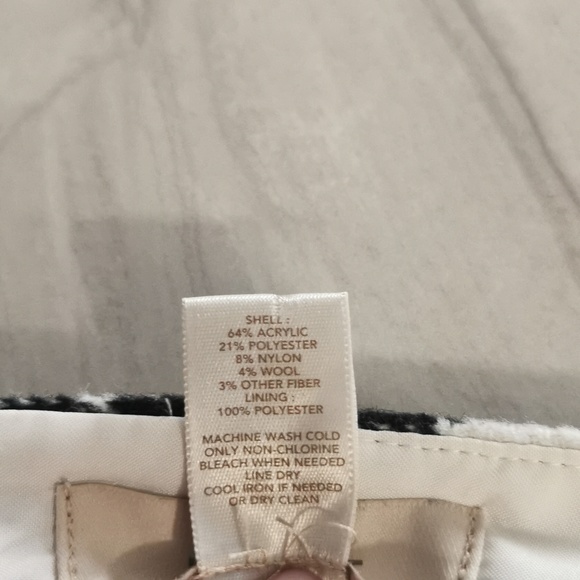 SHELL :
64% ACRYLIC
21% POLYESTER
8% NYLON
4% WOOL
3% OTHER FIBER
LINING :
100% POLYESTER
MACHINE WASH COLD
ONLY NON-CHLORINE
BLEACH WHEN NEEDED
LINE DRY
COOL IRON IF NEEDED
OR DRY CLEAN